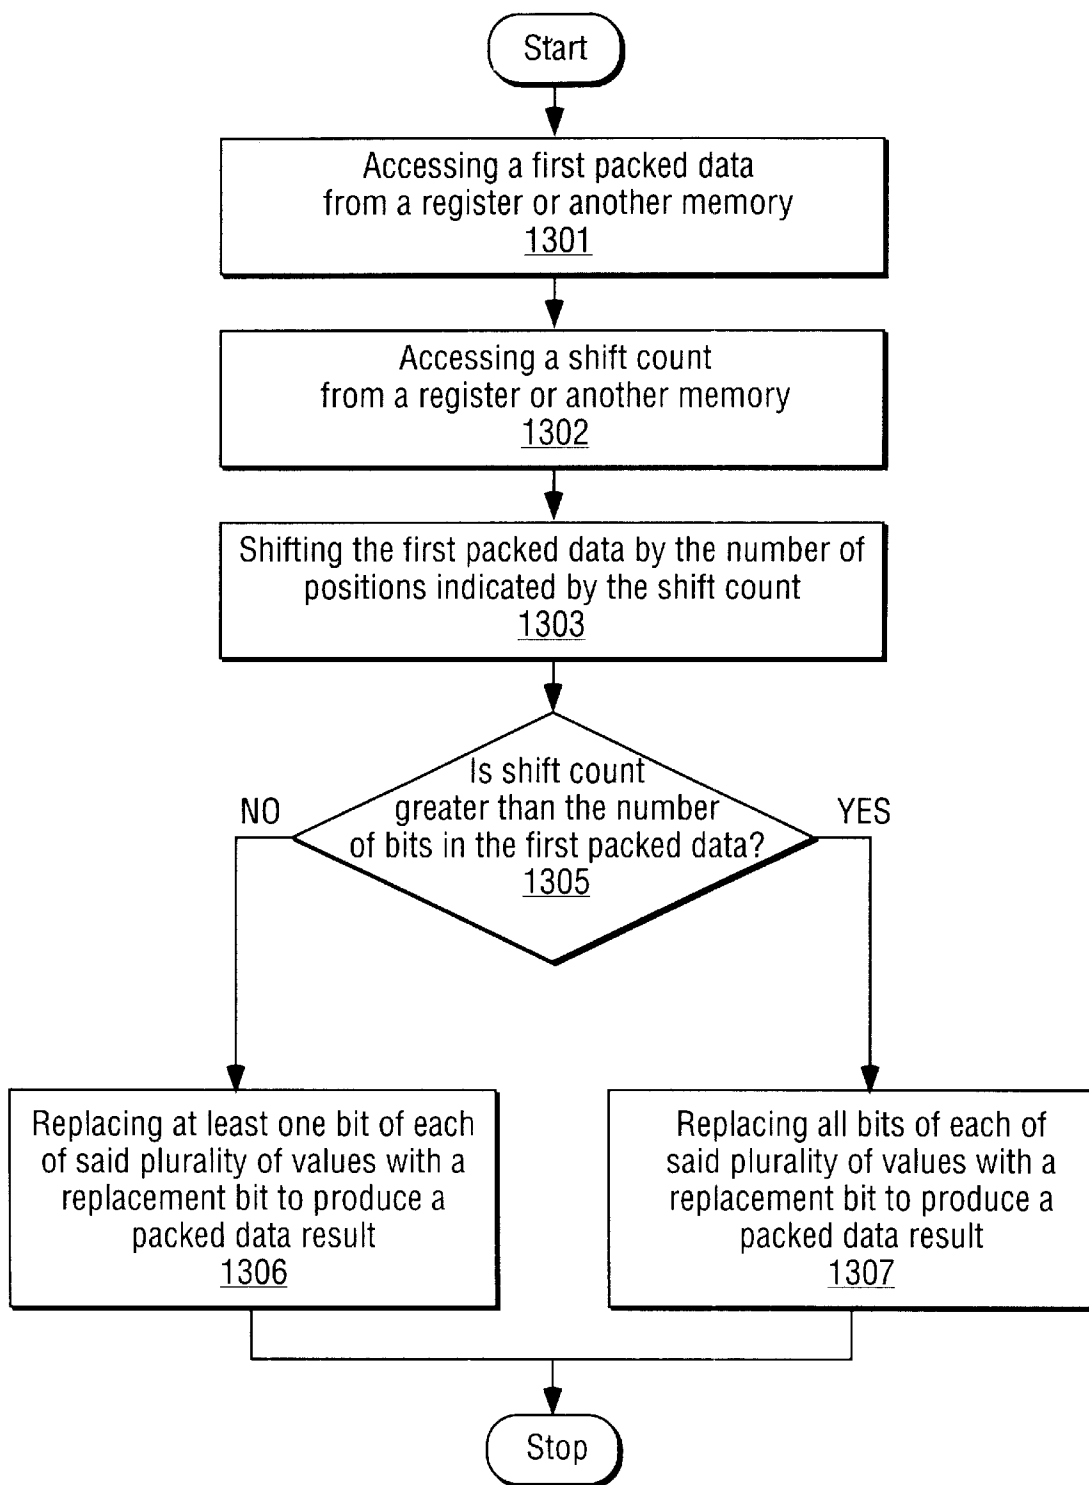 Start
Accessing a first packed data
from a register or another memory
1301
Accessing a shift count
from a register or another memory
1302
Shifting the first packed data by the number of
positions indicated by the shift count
1303
Is shift count
greater than the number
of bits in the first packed data?
1305
NO
YES
Replacing at least one bit of each
of said plurality of values with a
replacement bit to produce a
packed data result
1306
Replacing all bits of each of
said plurality of values with a
replacement bit to produce a
packed data result
1307
Stop